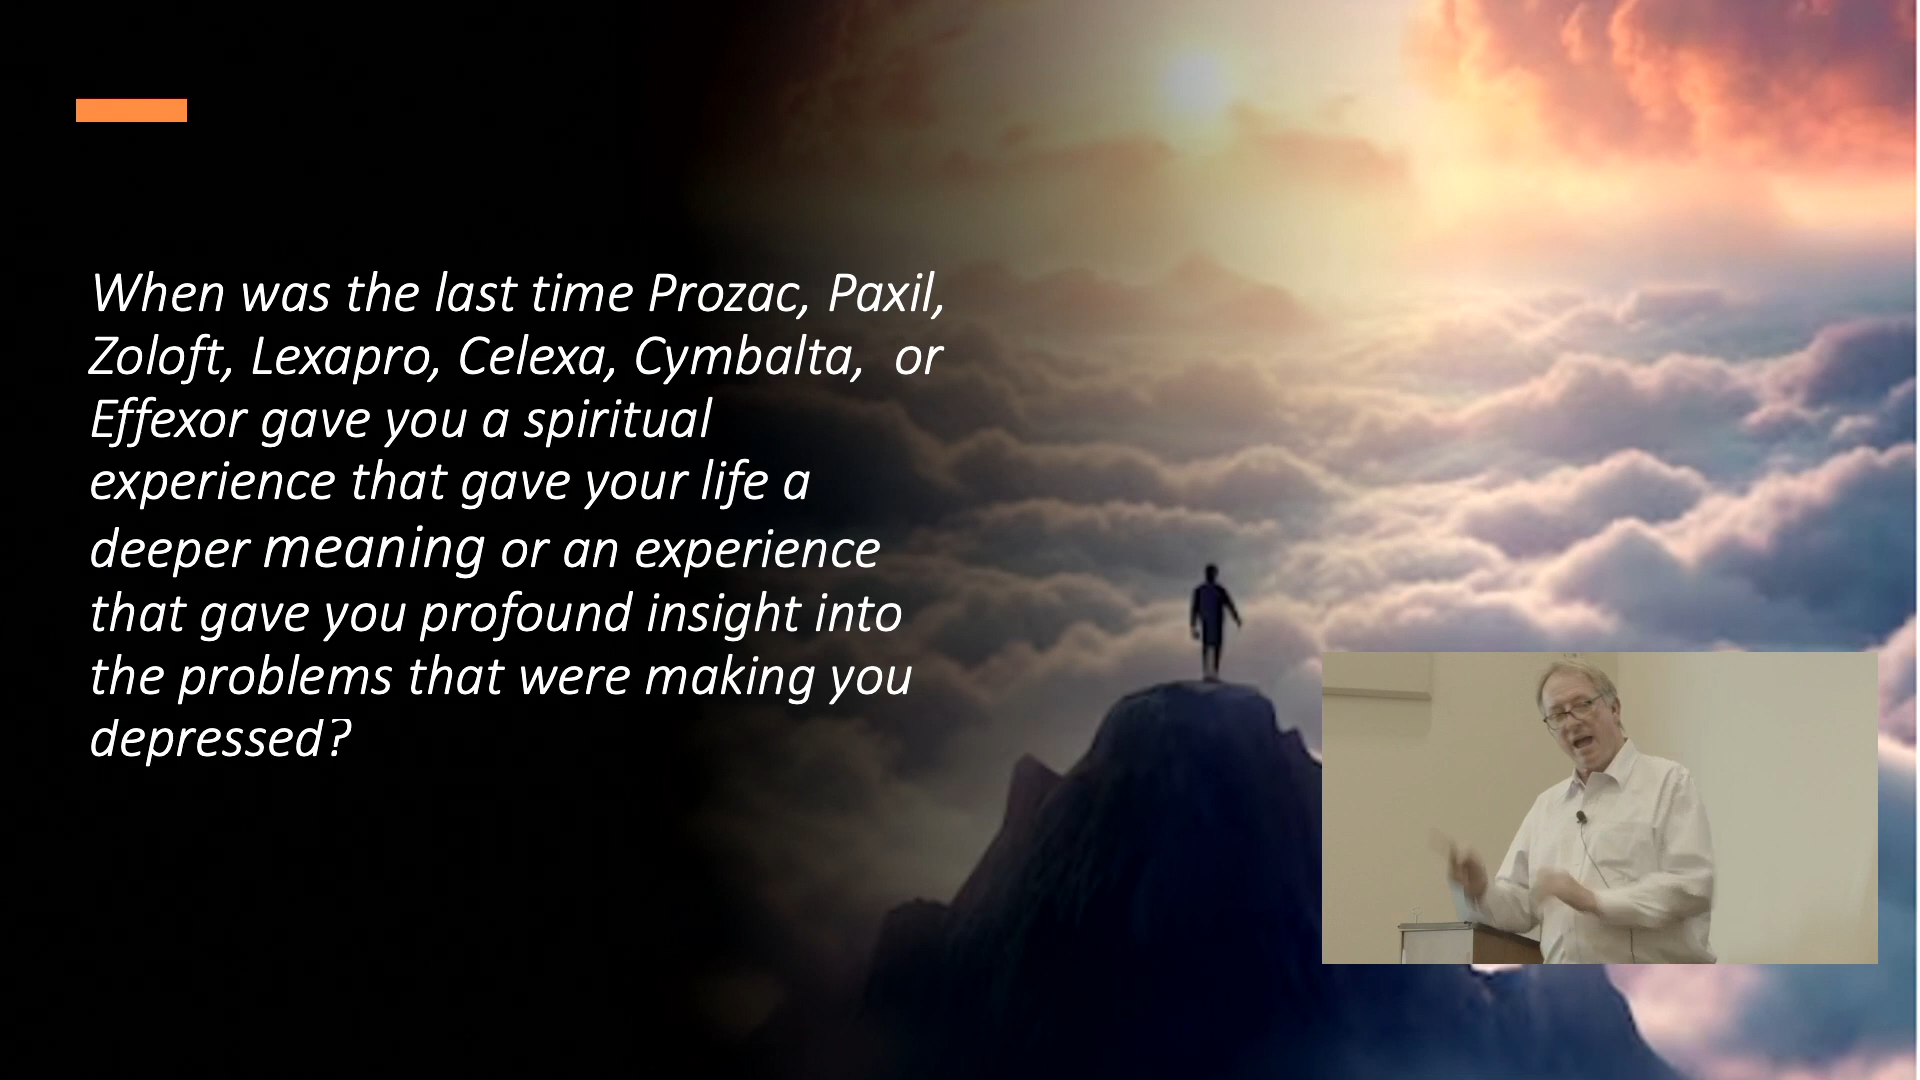 When was the last time Prozac, Paxil,
Zoloft, Lexapro, Celexa, Cymbalta,  or
Effexor gave you a spiritual
experience that gave your life a
deeper meaning or an experience
that gave you profound insight into
the problems that were making you
depressed?